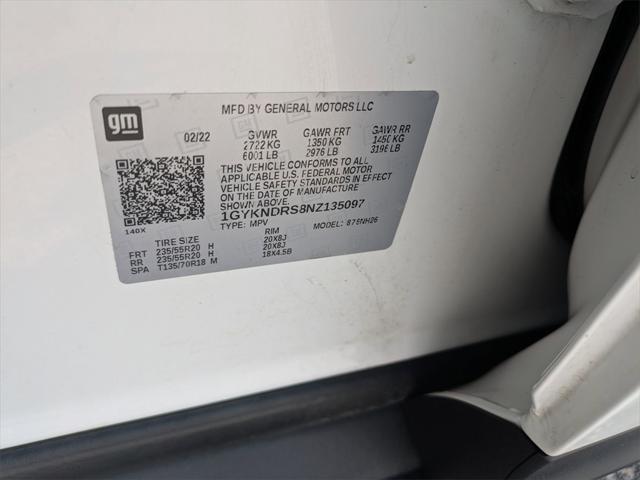 gm
MFD BY GENERAL MOTORS LLC
02/22 GVWR GAWR FRT GAWR RR
2722 KG 1350 KG 1450 KG
6001 LB 2976 LB 3196 LB
THIS VEHICLE CONFORMS TO ALL
APPLICABLE U.S. FEDERAL MOTOR
VEHICLE SAFETY STANDARDS IN EFFECT
ON THE DATE OF MANUFACTURE
SHOWN ABOVE.
1GYKNDRS8NZ135097
140X TYPE: MPV MODEL: 875NH26
TIRE SIZE RIM
FRT 235/55R20 H 20X8J
RR 235/55R20 H 20X8J
SPA T135/70R18 M 18X4.5B